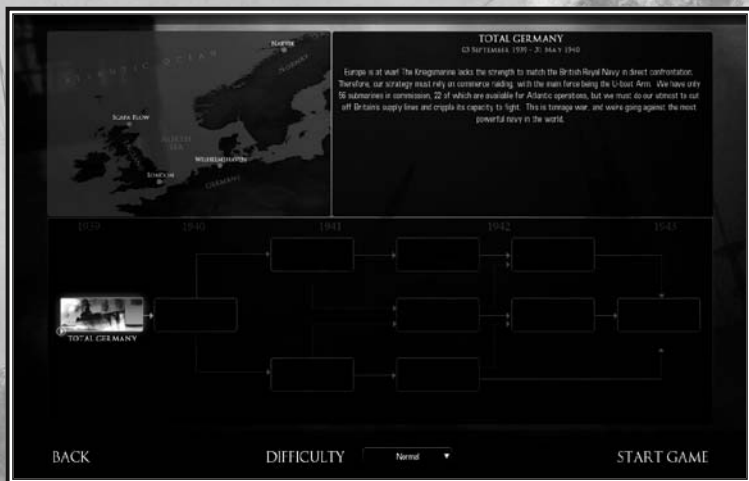 NARVIK
NORWAY
ATLANTIC OCEAN
SCAPA FLOW
NORTH
SEA
WILHELMSHAVEN
LONDON
GERMANY
TOTAL GERMANY
03 SEPTEMBER 1939 - 31 MAY 1940
Europe is at war! The Kriegsmarine lacks the strength to match the British Royal Navy in direct confrontation.
Therefore, our strategy must rely on commerce raiding, with the main force being the U-boat Arm. We have only
56 submarines in commission, 22 of which are available for Atlantic operations, but we must do our utmost to cut
off Britain's supply lines and cripple its capacity to fight. This is tonnage war, and we're going against the most
powerful navy in the world.
1939 1940 1941 1942 1943
TOTAL GERMANY
BACK DIFFICULTY Normal START GAME